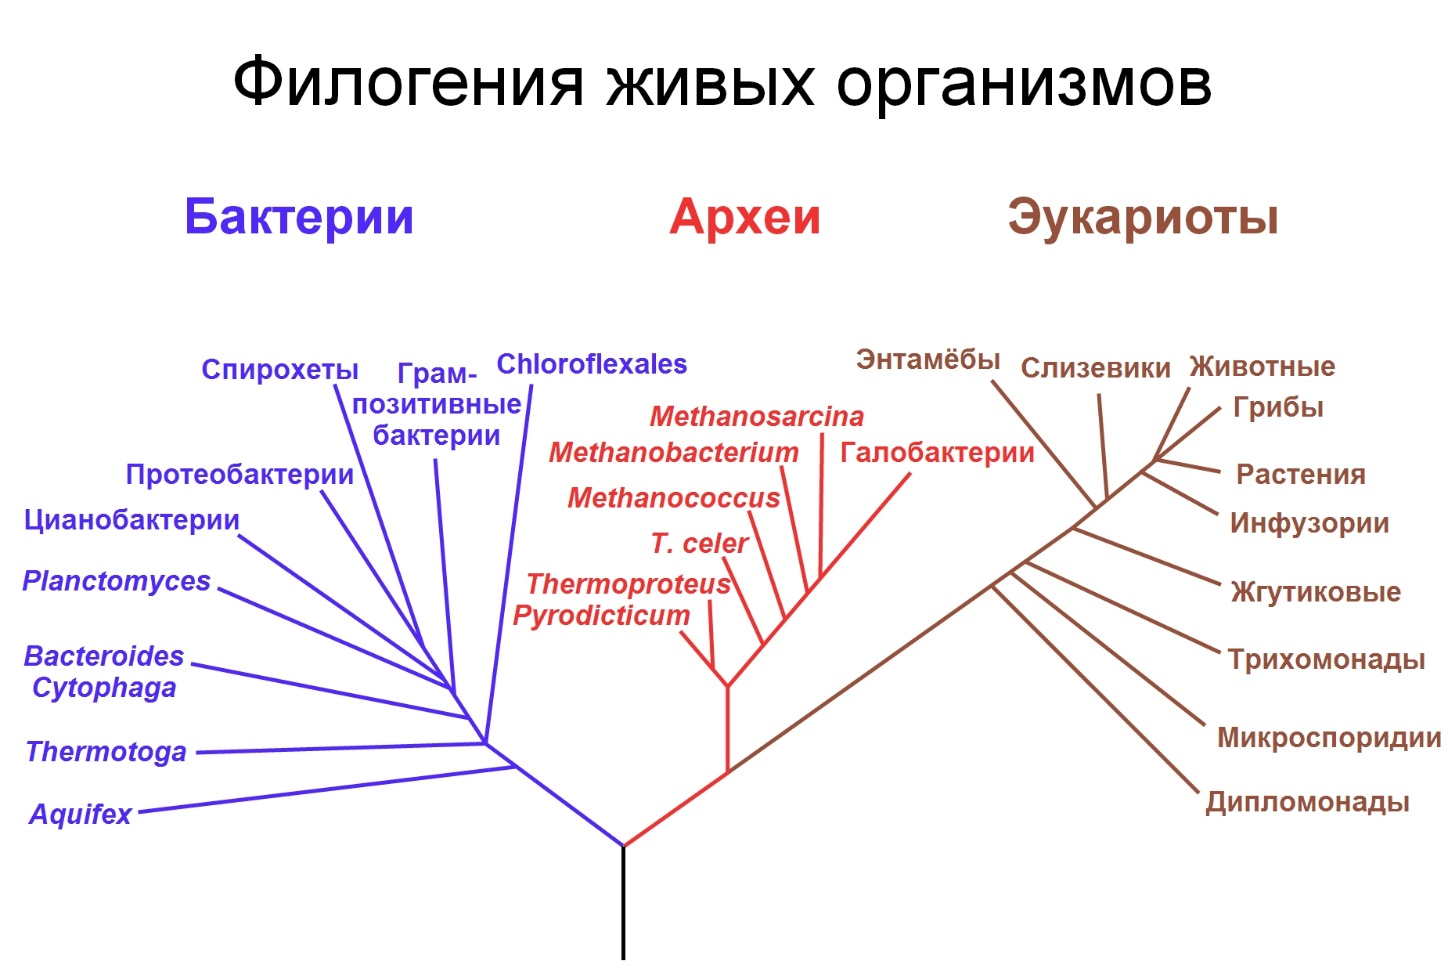 Филогения живых организмов
Бактерии
Археи
Эукариоты
Спирохеты
Грам-
позитивные
бактерии
Chloroflexales
Протеобактерии
Цианобактерии
Planctomyces
Bacteroides
Cytophaga
Thermotoga
Aquifex
Methanosarcina
Methanobacterium
Галобактерии
Methanococcus
T. celer
Thermoproteus
Pyrodicticum
Энтамёбы
Слизевики
Животные
Грибы
Растения
Инфузории
Жгутиковые
Трихомонады
Микроспоридии
Дипломонады